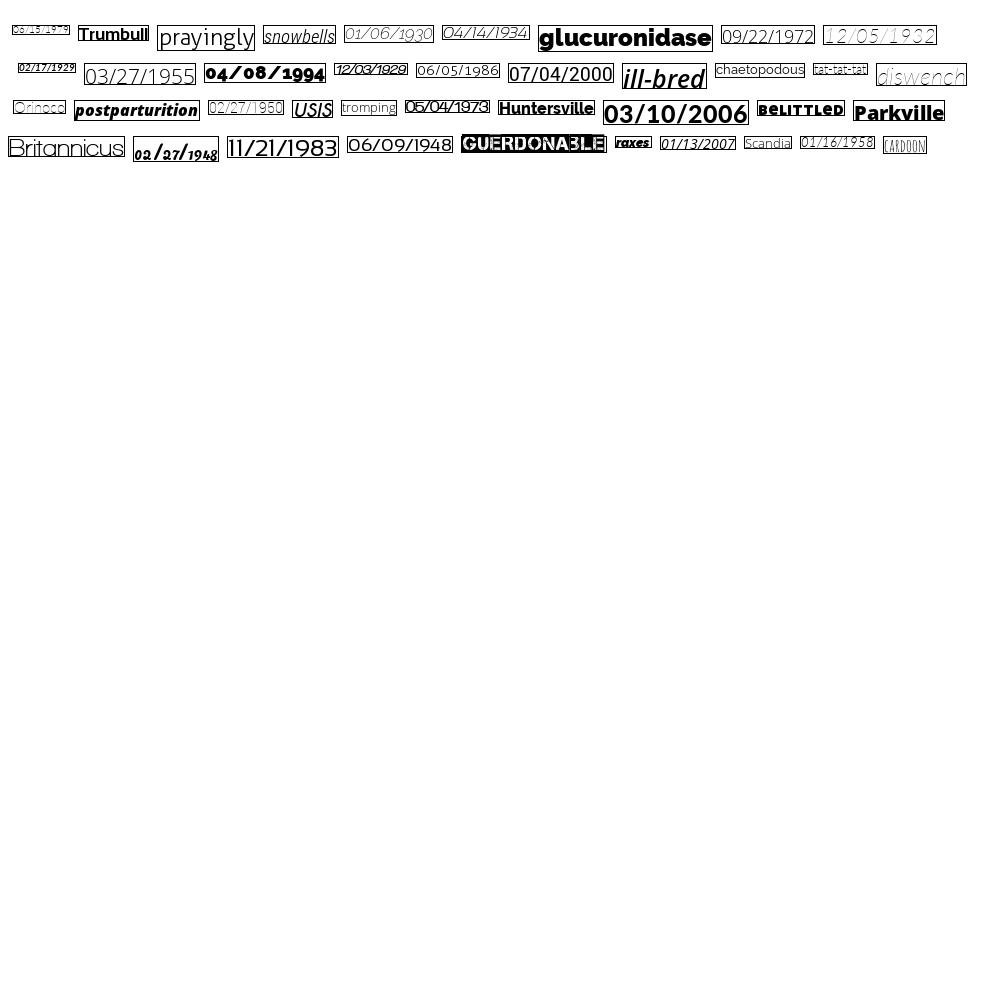 06/15/1979 Trumbull prayingly snowbells 01/06/1930 04/14/1934 glucuronidase 09/22/1972 12/05/1932
02/17/1929 03/27/1955 04/08/1994 12/03/1929 06/05/1986 07/04/2000 ill-bred chaetopodous tat-tat-tat diswench
Orinoco postparturition 02/27/1950 USIS tromping 05/04/1973 Huntersville 03/10/2006 BELITTLED Parkville
Britannicus 02/27/1948 11/21/1983 06/09/1948 GUERDONABLE raxes 01/13/2007 Scandia 01/16/1958 CARDOON